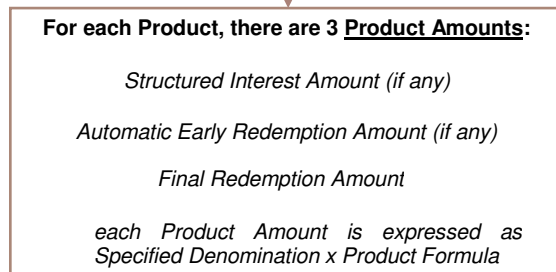 For each Product, there are 3 Product Amounts:
Structured Interest Amount (if any)
Automatic Early Redemption Amount (if any)
Final Redemption Amount
each Product Amount is expressed as
Specified Denomination x Product Formula